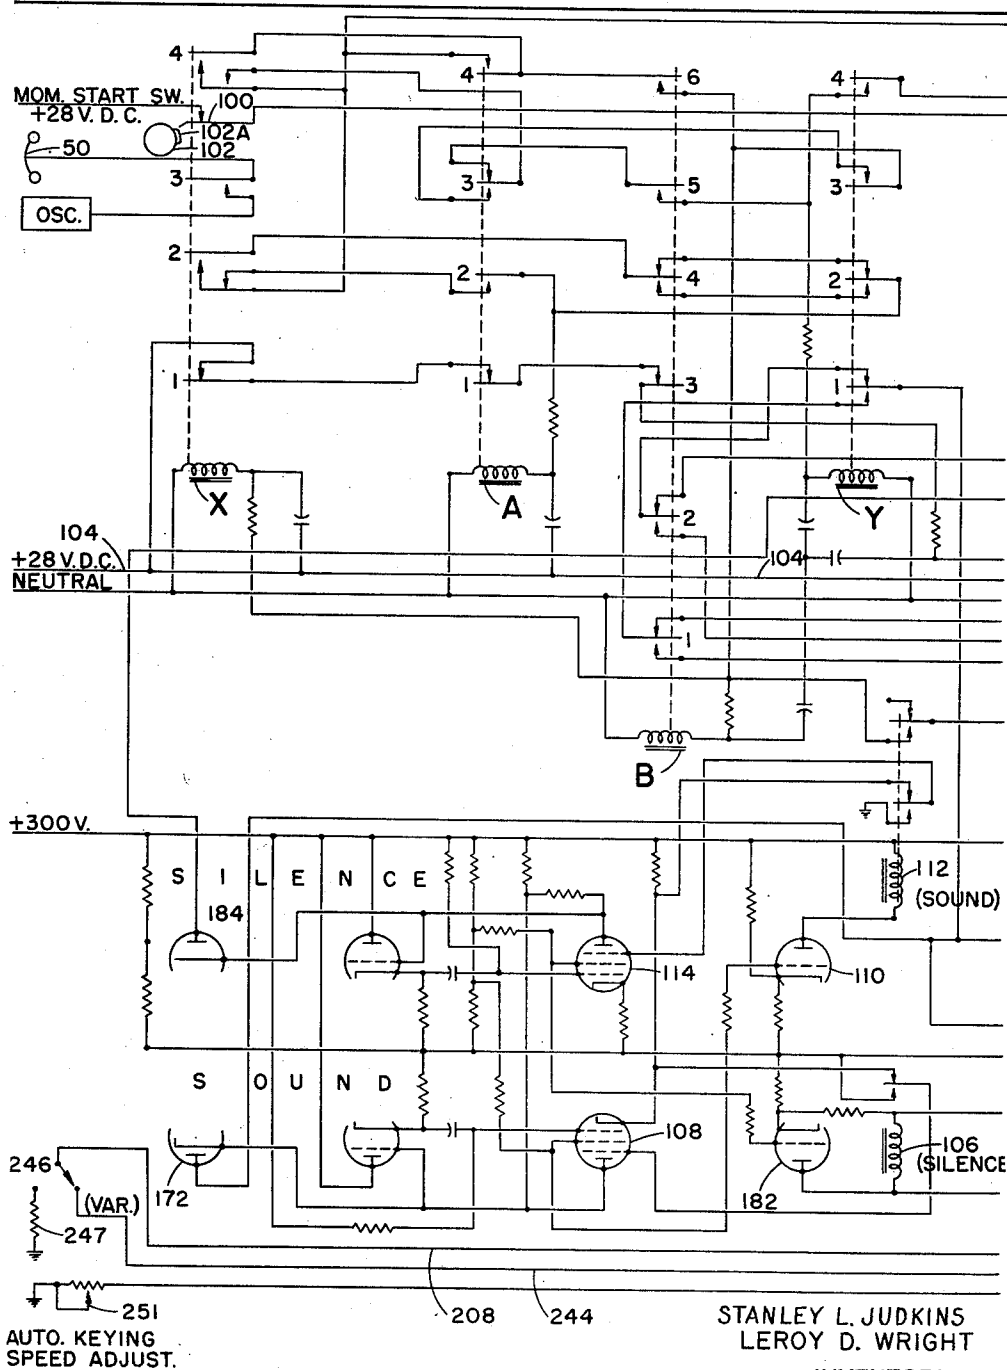 4
4
6
4
MOM. START SW.
+28 V. D. C.
100
102A
102
50
3
3
5
3
OSC.
2
2
4
2
1
1
3
1
X
A
2
Y
104
+28 V.D.C.
104
NEUTRAL
1
B
+300 V.
S I L E N C E
112
(SOUND)
184
114
110
S O U N D
108
106
(SILENCE
246
(VAR.)
172
182
247
251
208
244
AUTO. KEYING
SPEED ADJUST.
STANLEY L. JUDKINS
LEROY D. WRIGHT